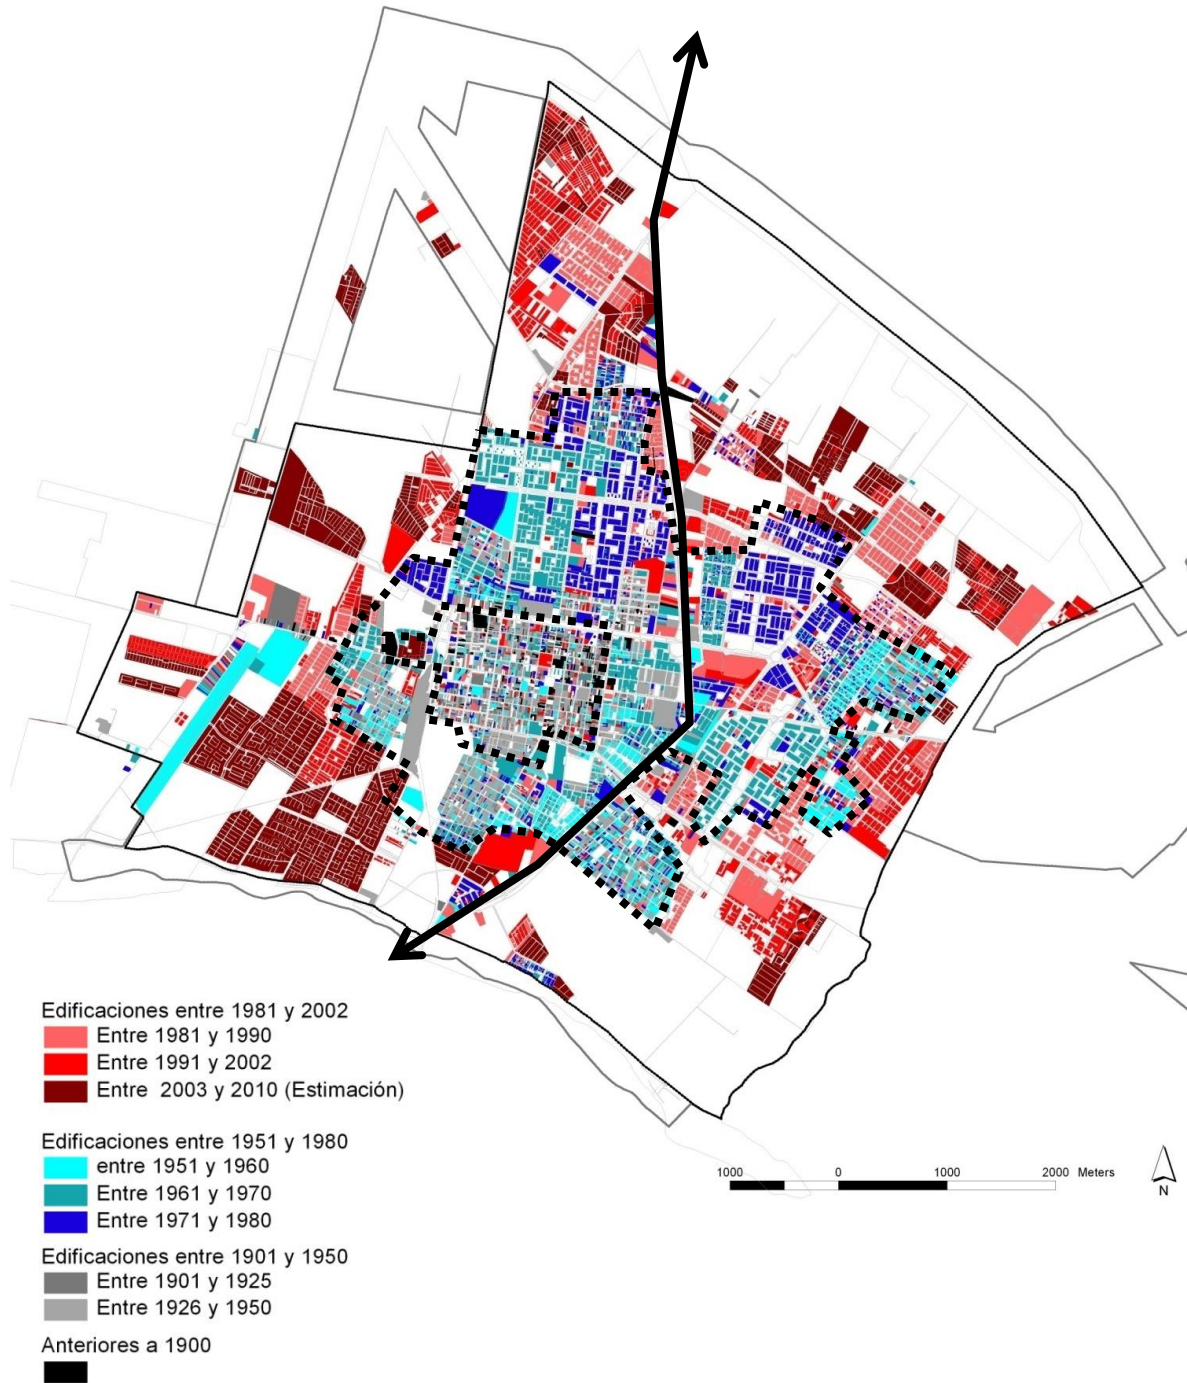 Edificaciones entre 1981 y 2002
Entre 1981 y 1990
Entre 1991 y 2002
Entre 2003 y 2010 (Estimación)
Edificaciones entre 1951 y 1980
entre 1951 y 1960
Entre 1961 y 1970
Entre 1971 y 1980
Edificaciones entre 1901 y 1950
Entre 1901 y 1925
Entre 1926 y 1950
Anteriores a 1900
1000 0 1000 2000 Meters
N